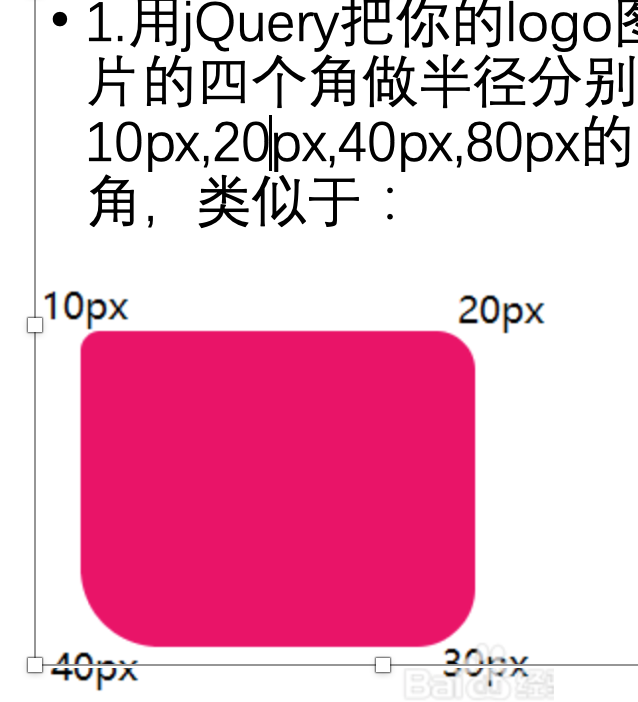 • 1.用jQuery把你的logo图
片的四个角做半径分别
10px,20px,40px,80px的
角，类似于：
10px
20px
40px
30px
Bai 经